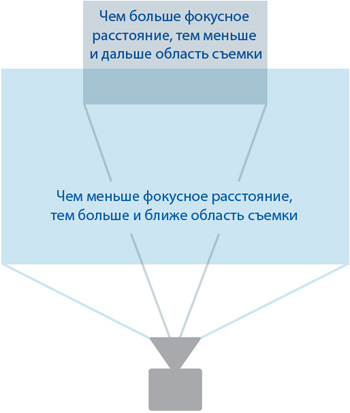 Чем больше фокусное
расстояние, тем меньше
и дальше область съемки
Чем меньше фокусное расстояние,
тем больше и ближе область съемки